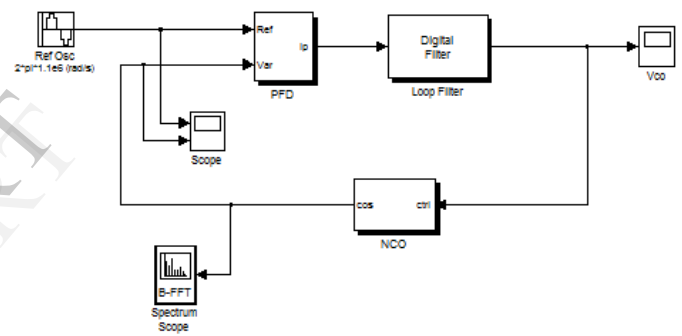 Ref Osc
2*pi*1.1e6 (rad/s)
Ref
Var
Ip
PFD
Digital
Filter
Loop Filter
Vco
Scope
cos
ctrl
NCO
B-FFT
Spectrum
Scope
RT